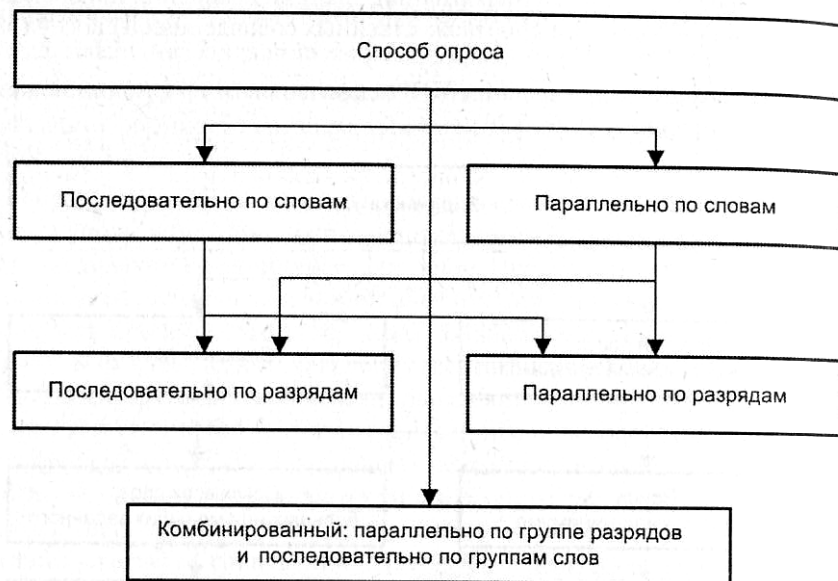 Способ опроса
Последовательно по словам
Параллельно по словам
Последовательно по разрядам
Параллельно по разрядам
Комбинированный: параллельно по группе разрядов
и последовательно по группам слов